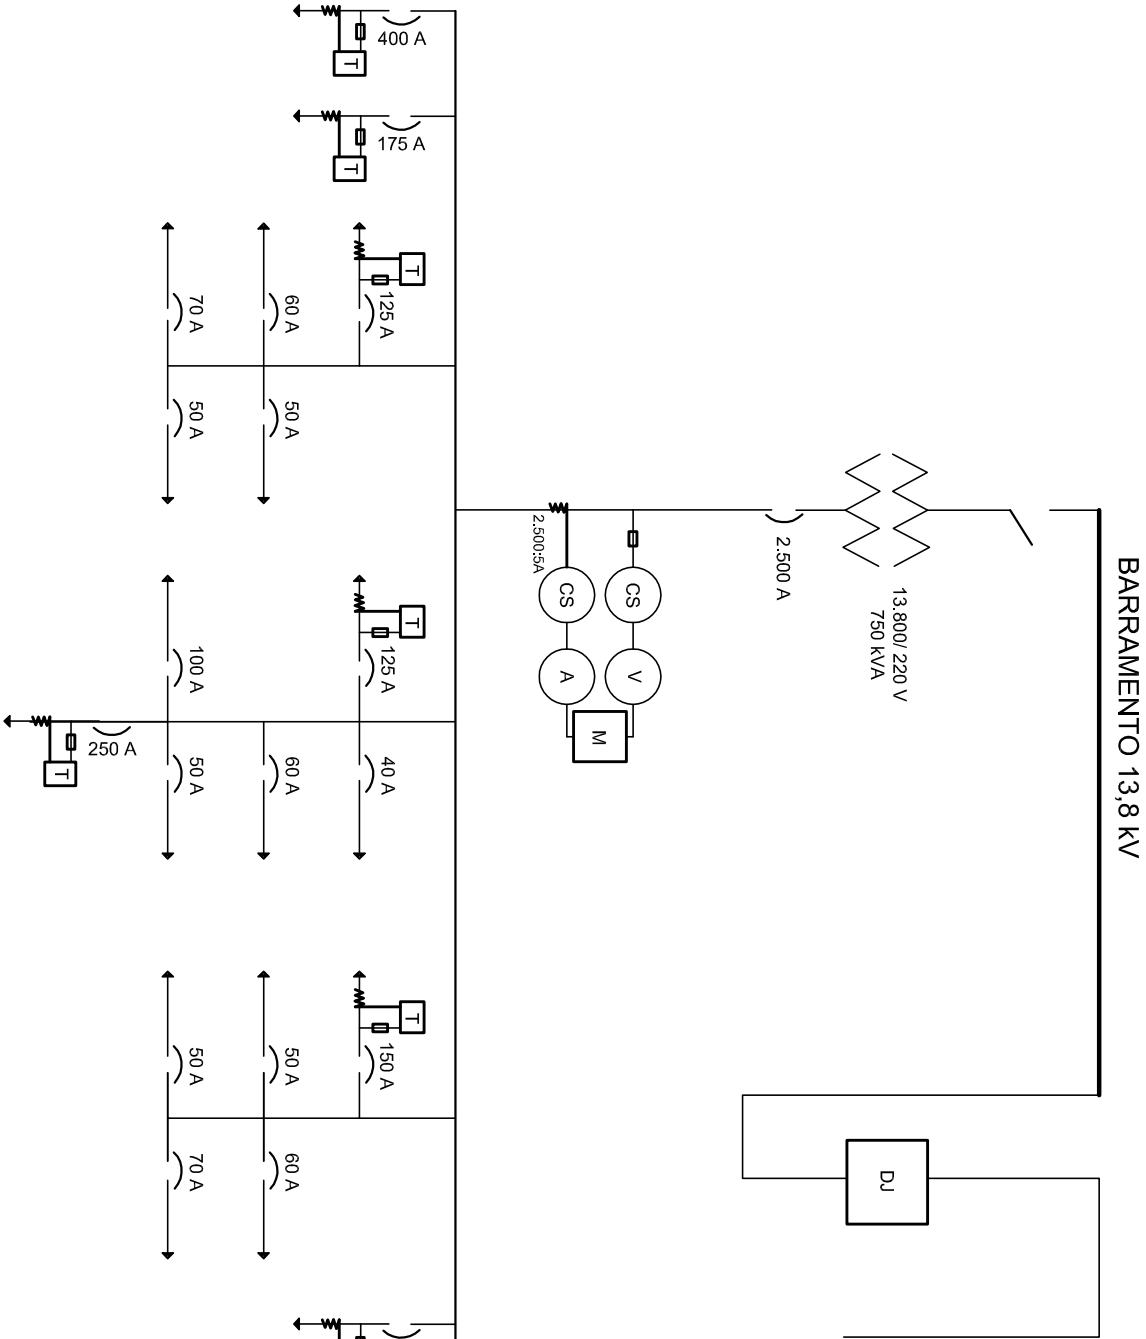 BARRAMENTO 13,8 kV
13.800/ 220 V
750 kVA
DJ
2.500 A
CS
V
CS
A
M
2.500:5A
400 A
T
175 A
T
T
125 A
60 A
70 A
50 A
50 A
T
125 A
100 A
40 A
60 A
50 A
250 A
T
T
150 A
50 A
50 A
60 A
70 A